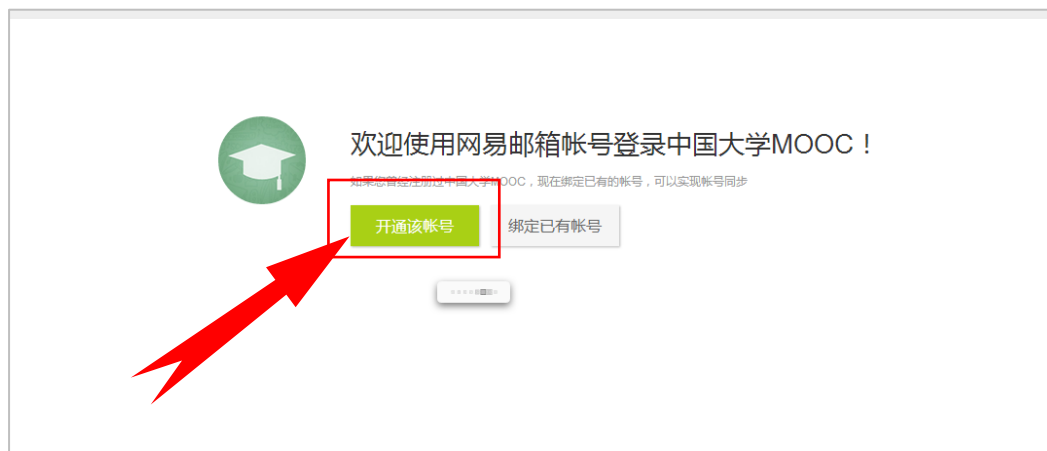 欢迎使用网易邮箱帐号登录中国大学MOOC！
如果您曾经注册过中国大学MOOC，现在绑定已有的帐号，可以实现帐号同步
开通该帐号 绑定已有帐号